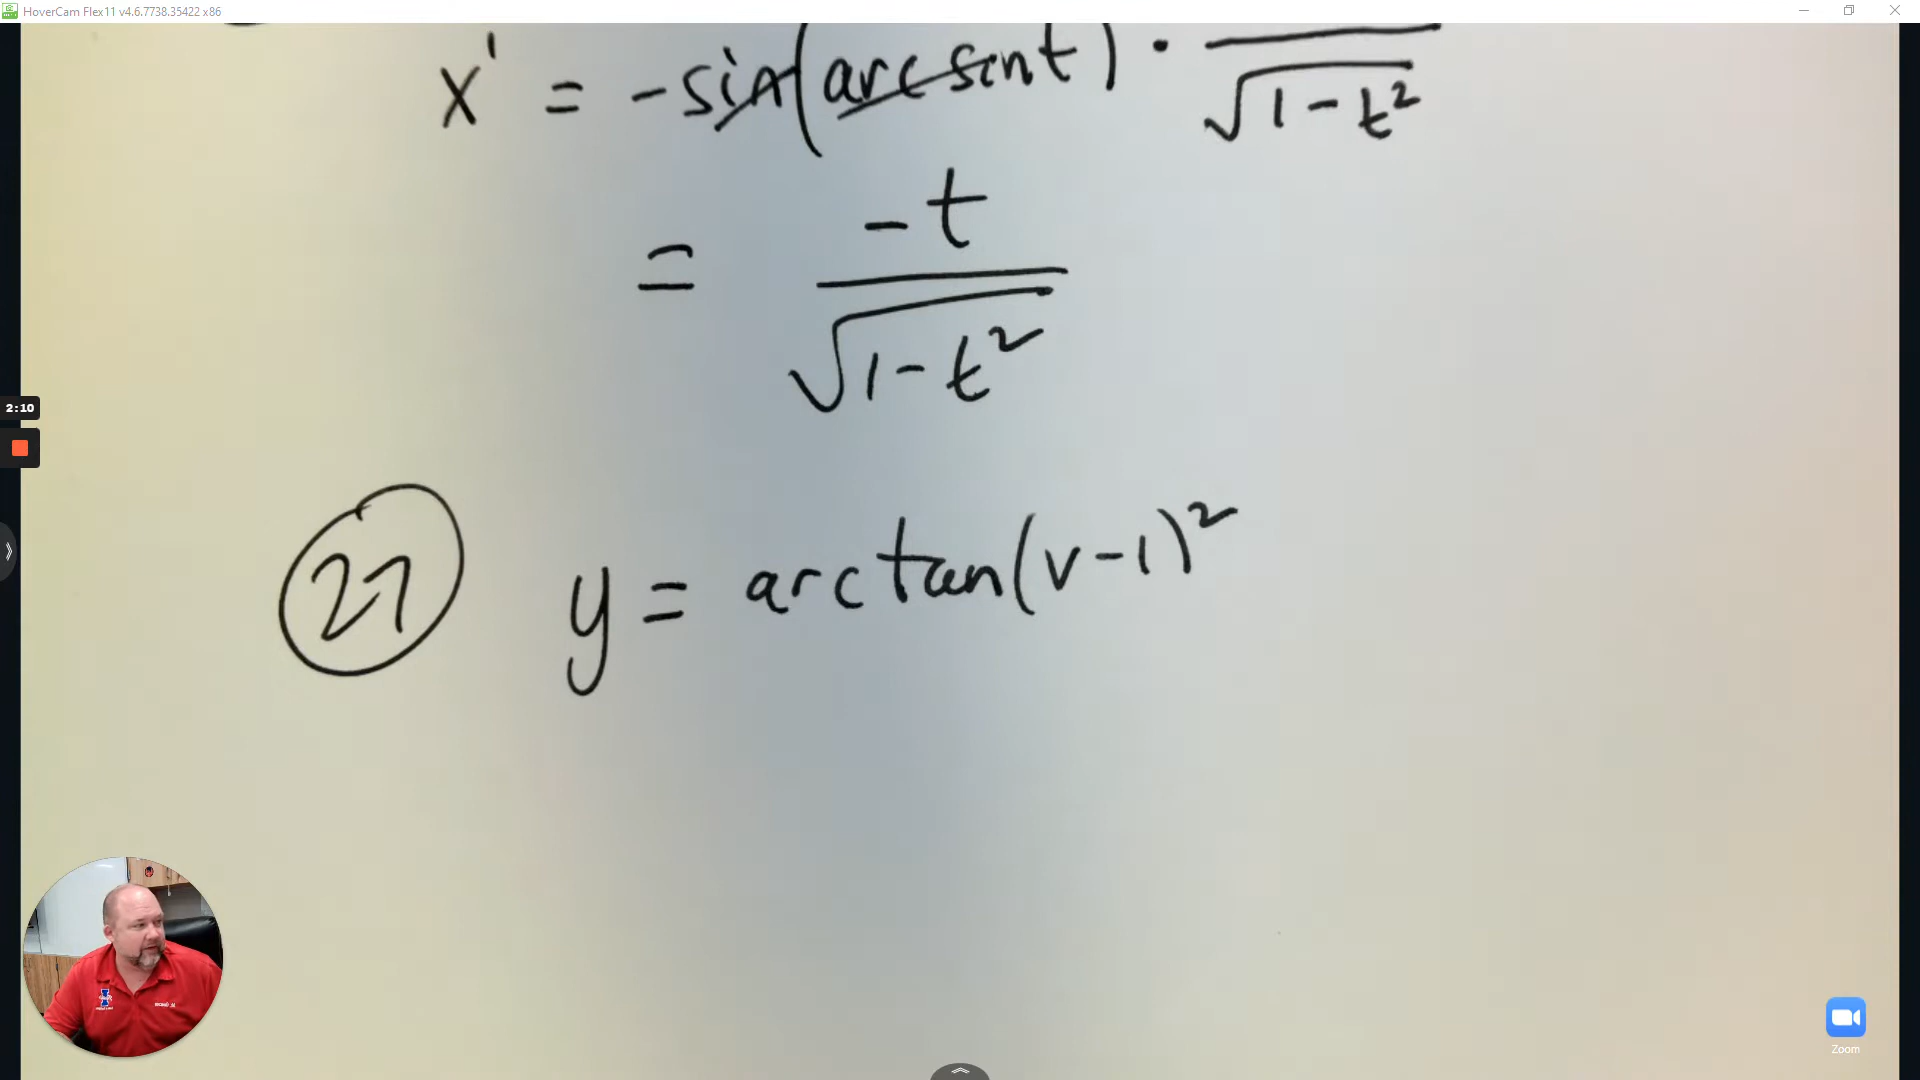 HoverCam Flex11 v4.6.7738.35422 x86
x' = -sin(arcsint) · —/√(1-t²)
= -t/√(1-t²)
2:10
27 y = arctan(v-1)²
Zoom